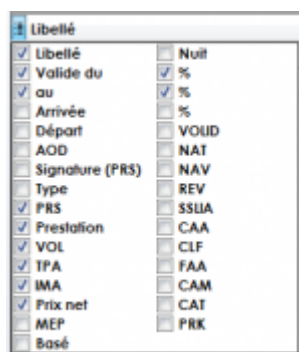 Libellé
Libellé
Valide du
au
Arrivée
Départ
AOD
Signature (PRS)
Type
PRS
Prestation
VOL
TPA
IMA
Prix net
MEP
Basé
Nuit
%
%
%
VOLID
NAT
NAV
REV
SSLIA
CAA
CLF
FAA
CAM
CAT
PRK